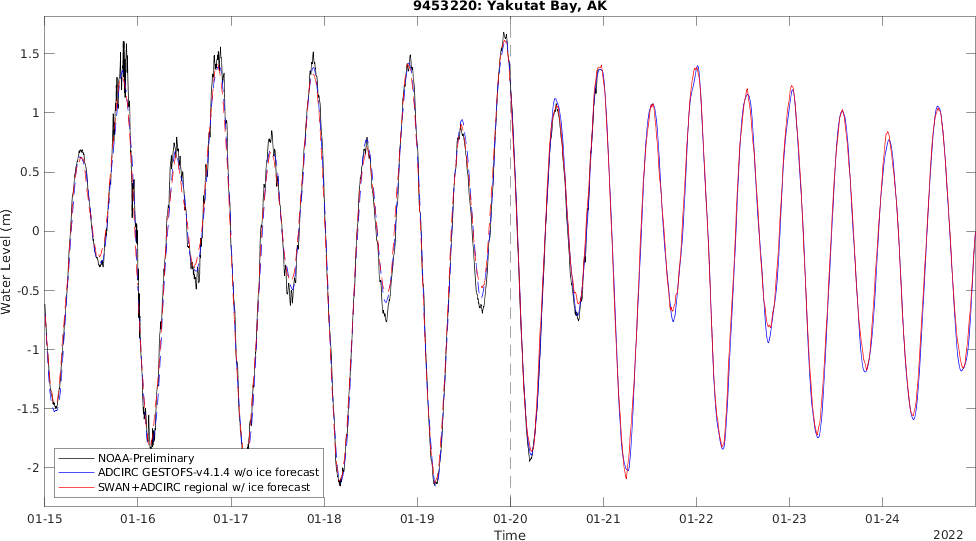 9453220: Yakutat Bay, AK
Water Level (m)
1.5
1
0.5
0
-0.5
-1
-1.5
-2
NOAA-Preliminary
ADCIRC GESTOFS-v4.1.4 w/o ice forecast
SWAN+ADCIRC regional w/ ice forecast
01-15 01-16 01-17 01-18 01-19 01-20 01-21 01-22 01-23 01-24
Time
2022